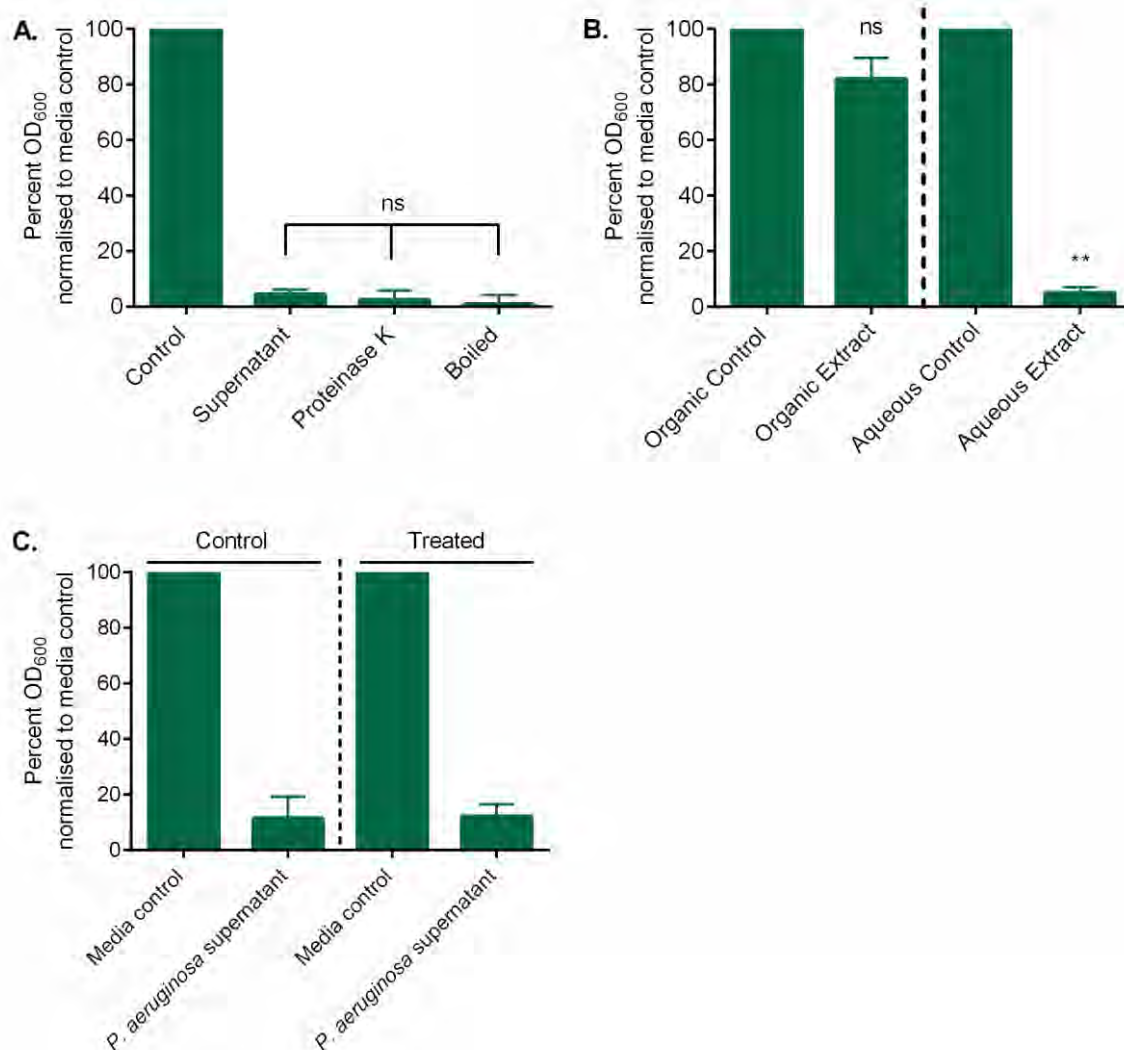 A.
Percent OD600
normalised to media control
100
80
60
40
20
0
ns
Control
Supernatant
Proteinase K
Boiled
B.
Percent OD600
normalised to media control
100
80
60
40
20
0
ns
**
Organic Control
Organic Extract
Aqueous Control
Aqueous Extract
C.
Control
Treated
Percent OD600
normalised to media control
100
80
60
40
20
0
Media control
P. aeruginosa supernatant
Media control
P. aeruginosa supernatant